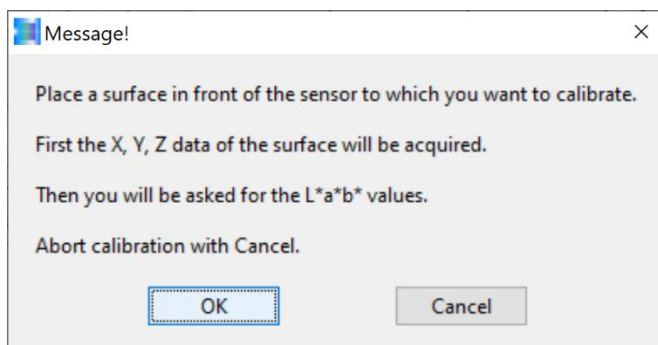 Message!
Place a surface in front of the sensor to which you want to calibrate.
First the X, Y, Z data of the surface will be acquired.
Then you will be asked for the L*a*b* values.
Abort calibration with Cancel.
OK Cancel